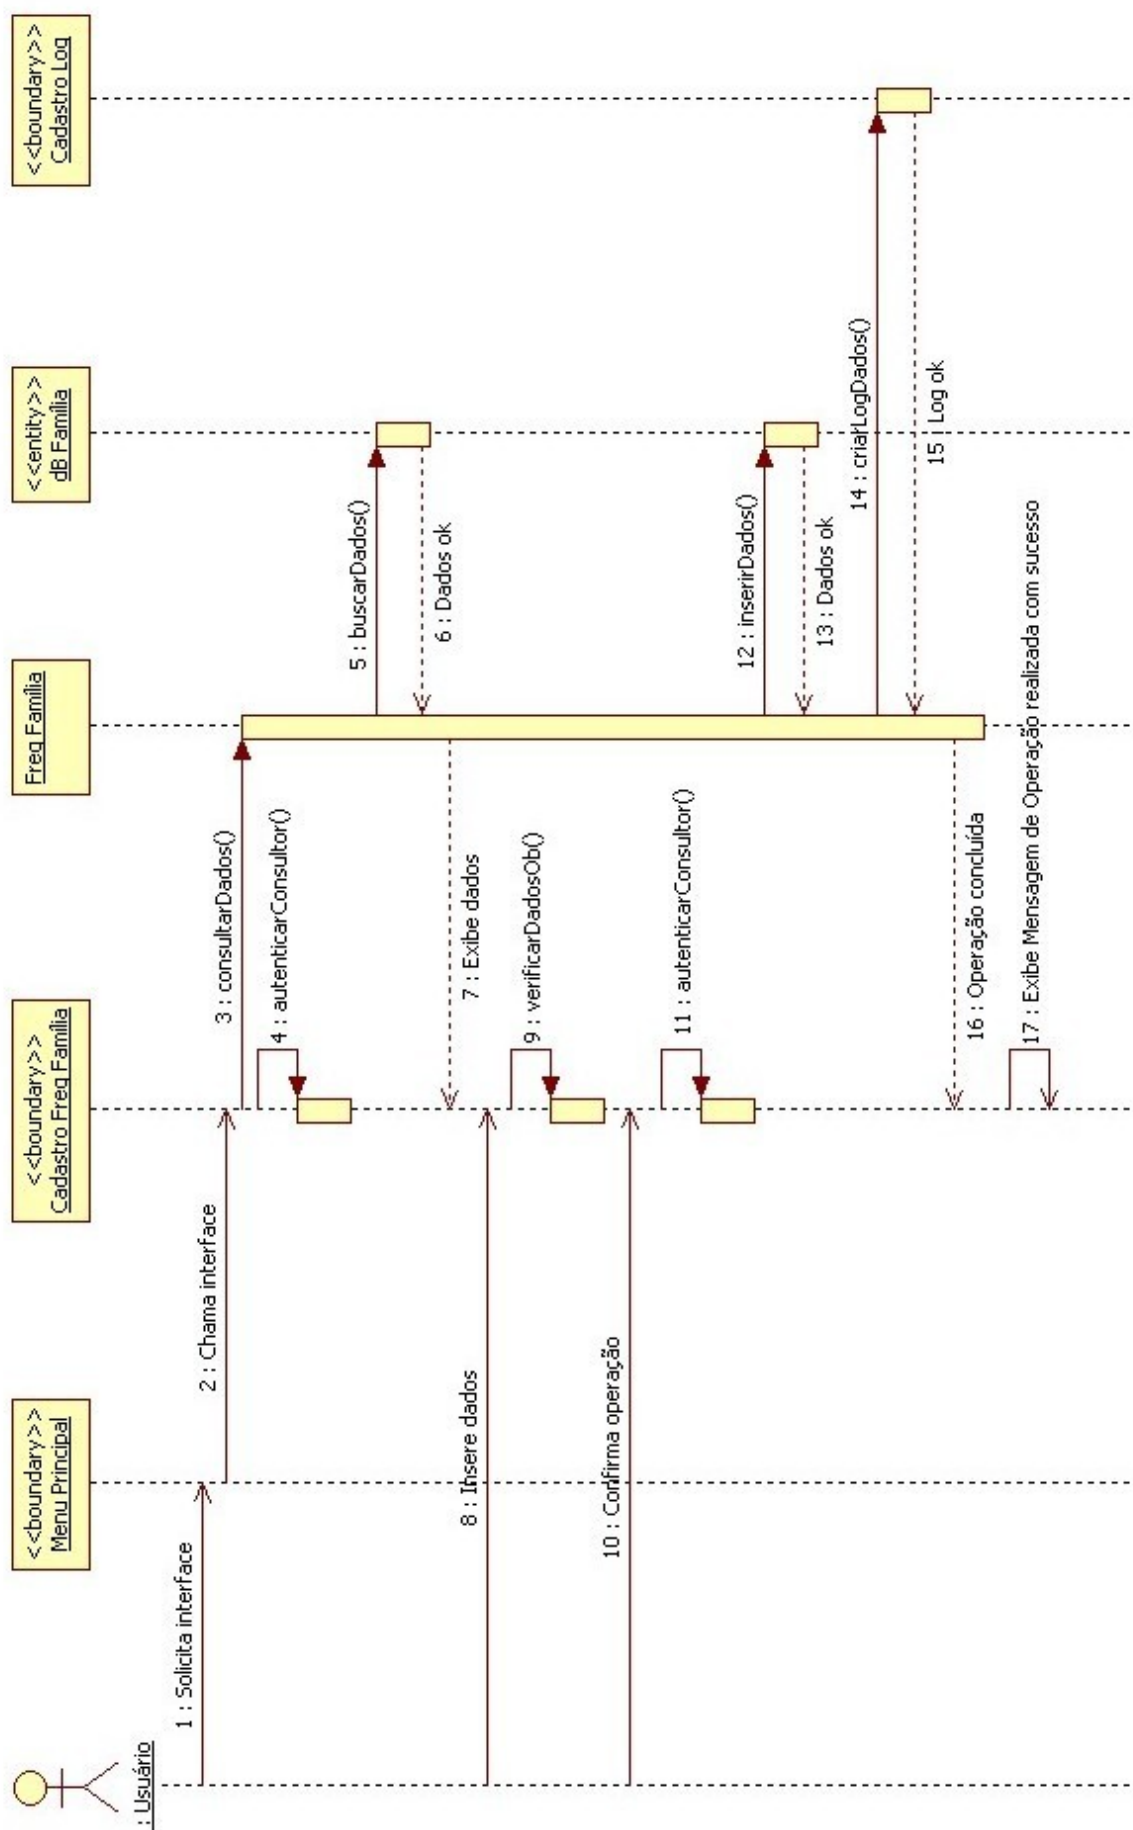 : Usuário
<<boundary>>
Menu Principal
<<boundary>>
Cadastro Freq Família
Freq Família
<<entity>>
dB Família
<<boundary>>
Cadastro Log
1 : Solicita interface
2 : Chama interface
3 : consultarDados()
4 : autenticarConsultor()
5 : buscarDados()
6 : Dados ok
7 : Exibe dados
8 : Insere dados
9 : verificarDadosOb()
10 : Confirma operação
11 : autenticarConsultor()
12 : inserirDados()
13 : Dados ok
14 : criarLogDados()
15 : Log ok
16 : Operação concluída
17 : Exibe Mensagem de Operação realizada com sucesso